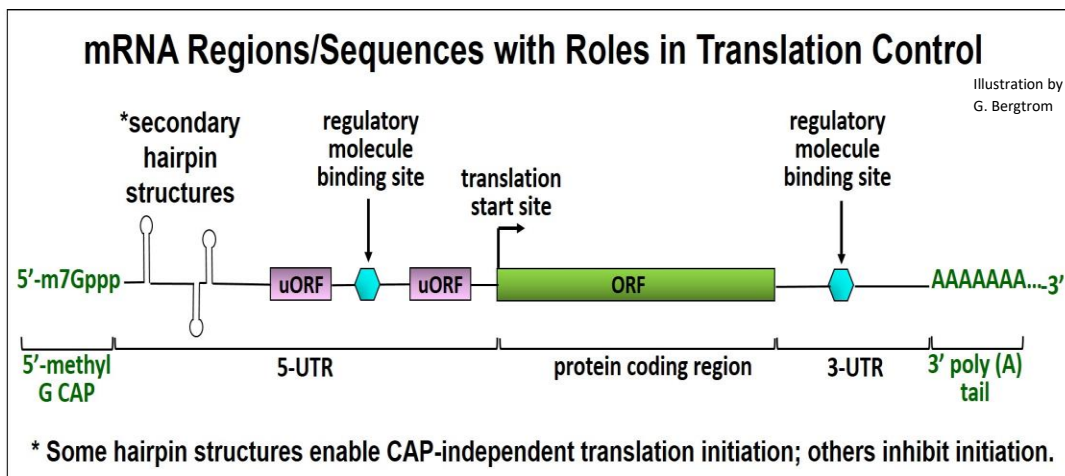 mRNA Regions/Sequences with Roles in Translation Control
Illustration by
G. Bergtrom
*secondary
hairpin
structures
regulatory
molecule
binding site
translation
start site
regulatory
molecule
binding site
5’-m7Gppp
uORF
uORF
ORF
AAAAAAA...-3’
5’-methyl
G CAP
5-UTR
protein coding region
3-UTR
3’ poly (A)
tail
* Some hairpin structures enable CAP-independent translation initiation; others inhibit initiation.